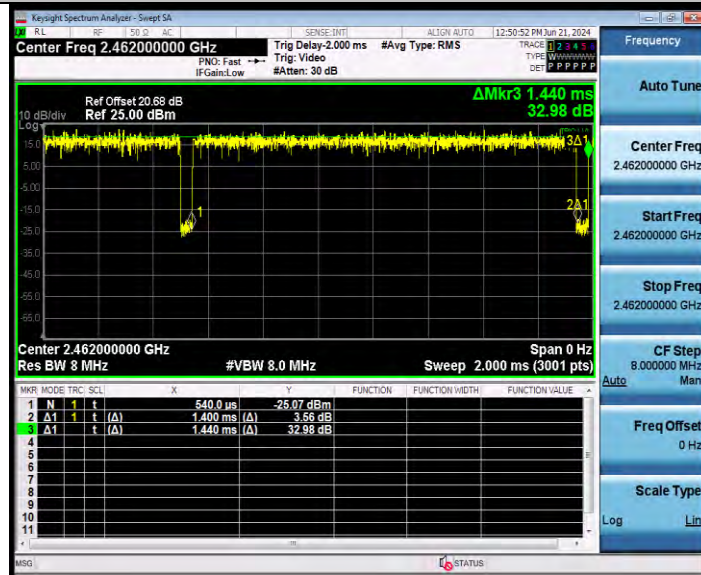 Keysight Spectrum Analyzer - Swept SA
LXI RL RF 50 Ω AC SENSE:INT ALIGN AUTO 12:50:52 PM Jun 21, 2024
Center Freq 2.462000000 GHz
PNO: Fast
IFGain:Low
Trig Delay-2.000 ms
Trig: Video
#Atten: 30 dB
#Avg Type: RMS
TRACE 1 2 3 4 5 6
TYPE WWWWWW
DET P P P P P P
ΔMkr3 1.440 ms
32.98 dB
Ref Offset 20.68 dB
10 dB/div Ref 25.00 dBm
Log
15.0
5.00
-5.00
-15.0
-25.0
-35.0
-45.0
-55.0
-65.0
3Δ1
2Δ1
1
Center 2.462000000 GHz Span 0 Hz
Res BW 8 MHz #VBW 8.0 MHz Sweep 2.000 ms (3001 pts)
MKR MODE TRC SCL X Y FUNCTION FUNCTION WIDTH FUNCTION VALUE
1 N 1 t 540.0 µs -25.07 dBm
2 Δ1 1 t (Δ) 1.400 ms (Δ) 3.56 dB
3 Δ1 t (Δ) 1.440 ms (Δ) 32.98 dB
4
5
6
7
8
9
10
11
MSG STATUS
Frequency
Auto Tune
Center Freq
2.462000000 GHz
Start Freq
2.462000000 GHz
Stop Freq
2.462000000 GHz
CF Step
8.000000 MHz
Auto Man
Freq Offset
0 Hz
Scale Type
Log Lin